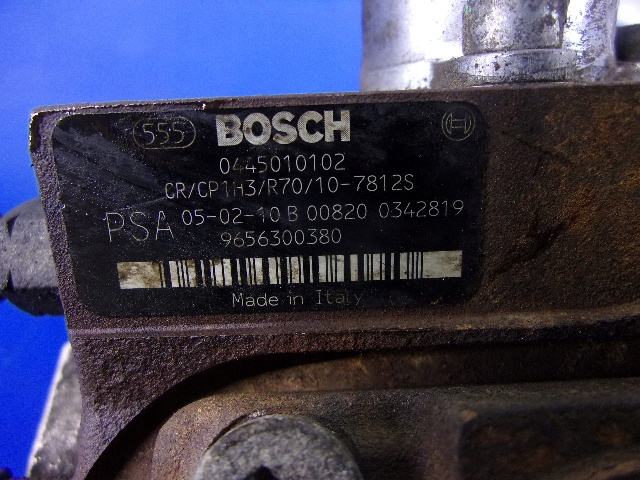 555 BOSCH
0445010102
CR/CP1H3/R70/10-7812S
PSA 05-02-10 B 00820 0342819
9656300380
Made in Italy